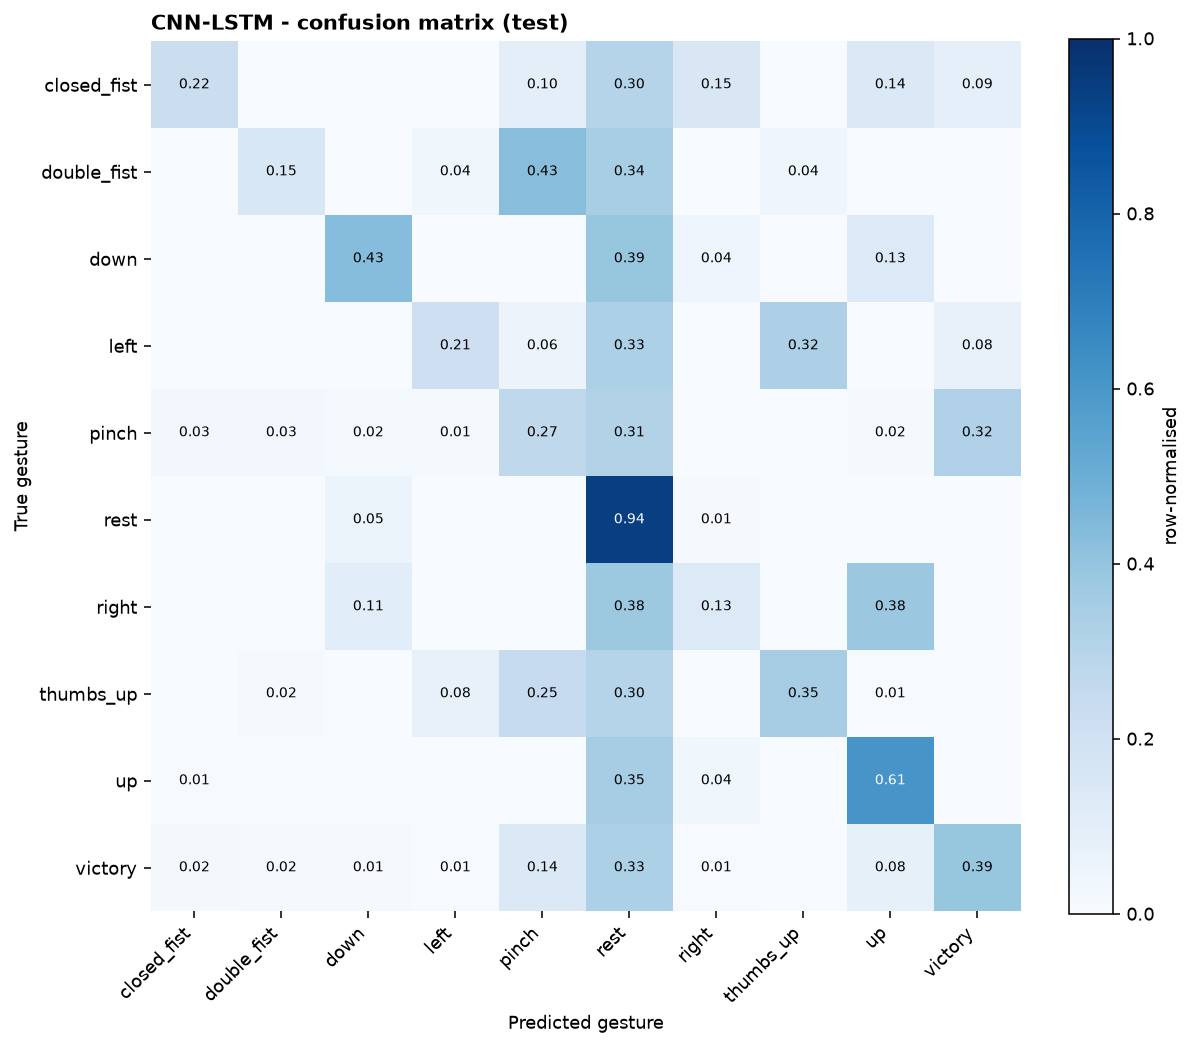 CNN-LSTM - confusion matrix (test)
closed_fist 0.22 0.10 0.30 0.15 0.14 0.09
double_fist 0.15 0.04 0.43 0.34 0.04
down 0.43 0.39 0.04 0.13
left 0.21 0.06 0.33 0.32 0.08
pinch 0.03 0.03 0.02 0.01 0.27 0.31 0.02 0.32
rest 0.05 0.94 0.01
right 0.11 0.38 0.13 0.38
thumbs_up 0.02 0.08 0.25 0.30 0.35 0.01
up 0.01 0.35 0.04 0.61
victory 0.02 0.02 0.01 0.01 0.14 0.33 0.01 0.08 0.39
closed_fist double_fist down left pinch rest right thumbs_up up victory
Predicted gesture
True gesture
1.0
0.8
0.6
0.4
0.2
0.0
row-normalised